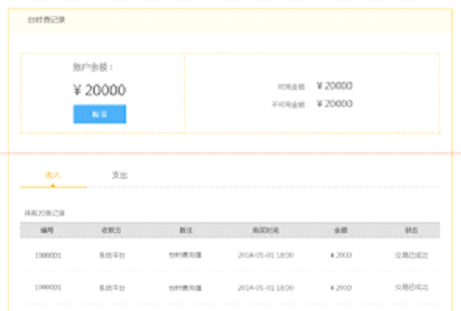 台时费记录
账户余额：
¥ 20000
购买
可用金额： ¥ 20000
不可用金额： ¥ 20000
收入 支出
共有20条记录
编号 收款方 备注 购买时间 金额 状态
1000001 系统平台 台时费充值 2014-01-01 18:00 ¥ 2000 交易已成功
1000001 系统平台 台时费充值 2014-01-01 18:00 ¥ 2000 交易已成功